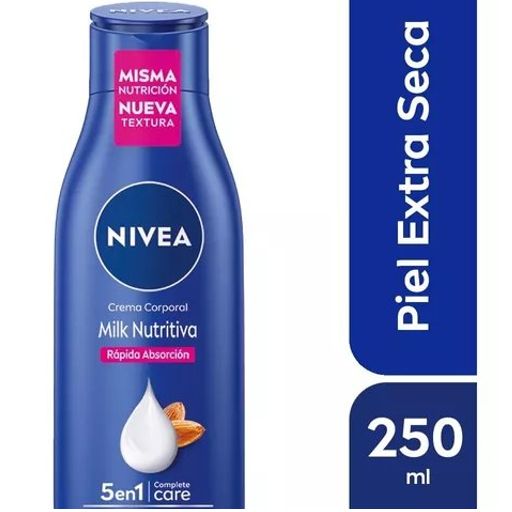 MISMA
NUTRICIÓN
NUEVA
TEXTURA
NIVEA
Crema Corporal
Milk Nutritiva
Rápida Absorción
5en1
Complete
care
Piel Extra Seca
250
ml